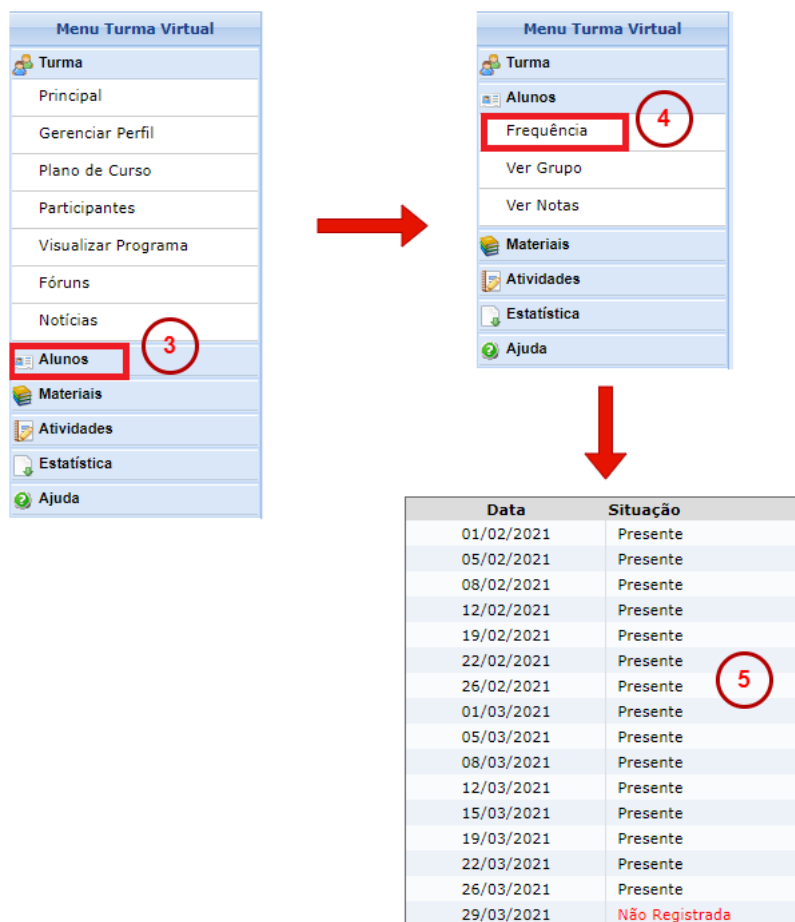 Menu Turma Virtual
Turma
Principal
Gerenciar Perfil
Plano de Curso
Participantes
Visualizar Programa
Fóruns
Notícias
3
Alunos
Materiais
Atividades
Estatística
Ajuda
Menu Turma Virtual
Turma
Alunos
4
Frequência
Ver Grupo
Ver Notas
Materiais
Atividades
Estatística
Ajuda
Data Situação
01/02/2021 Presente
05/02/2021 Presente
08/02/2021 Presente
12/02/2021 Presente
19/02/2021 Presente
22/02/2021 Presente
26/02/2021 Presente
5
01/03/2021 Presente
05/03/2021 Presente
08/03/2021 Presente
12/03/2021 Presente
15/03/2021 Presente
19/03/2021 Presente
22/03/2021 Presente
26/03/2021 Presente
29/03/2021 Não Registrada